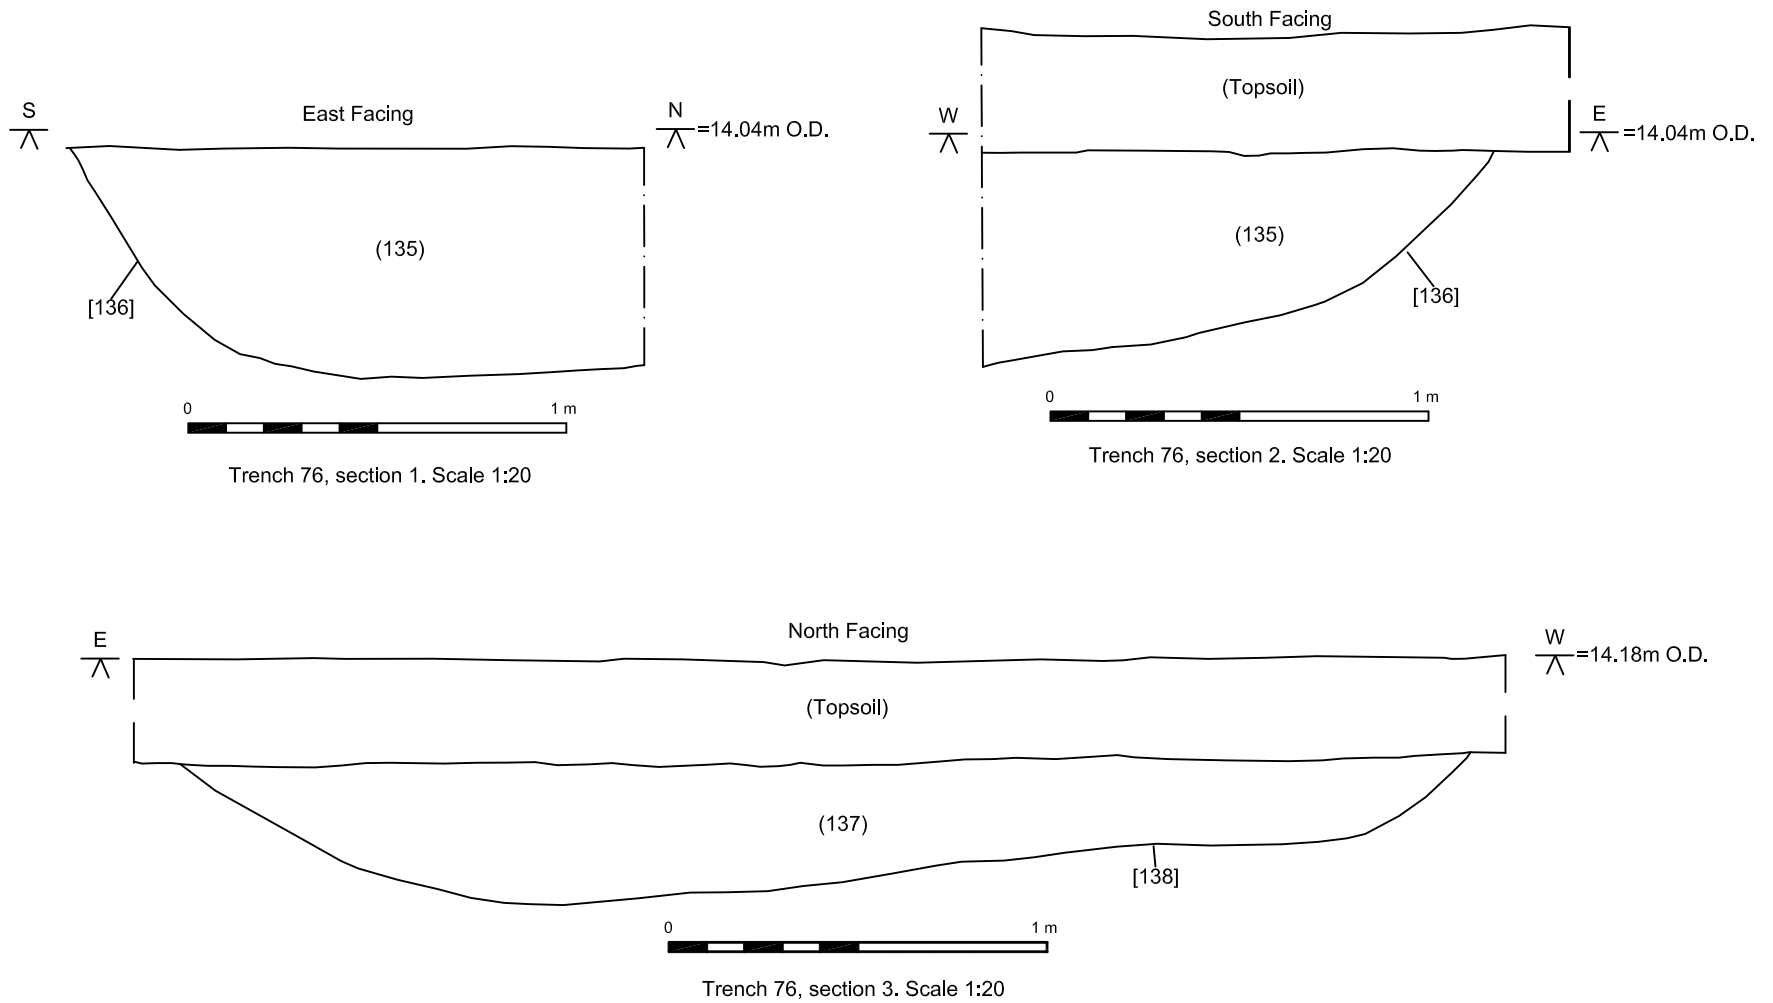 East Facing
S
N
=14.04m O.D.
(135)
[136]
0
1 m
Trench 76, section 1. Scale 1:20
South Facing
(Topsoil)
W
E
=14.04m O.D.
(135)
[136]
0
1 m
Trench 76, section 2. Scale 1:20
North Facing
E
W
=14.18m O.D.
(Topsoil)
(137)
[138]
0
1 m
Trench 76, section 3. Scale 1:20